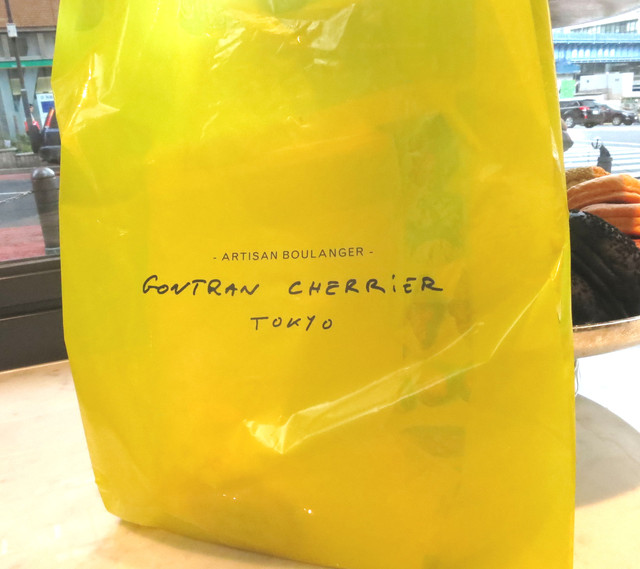 - ARTISAN BOULANGER -
GONTRAN CHERRiER
TOKYO